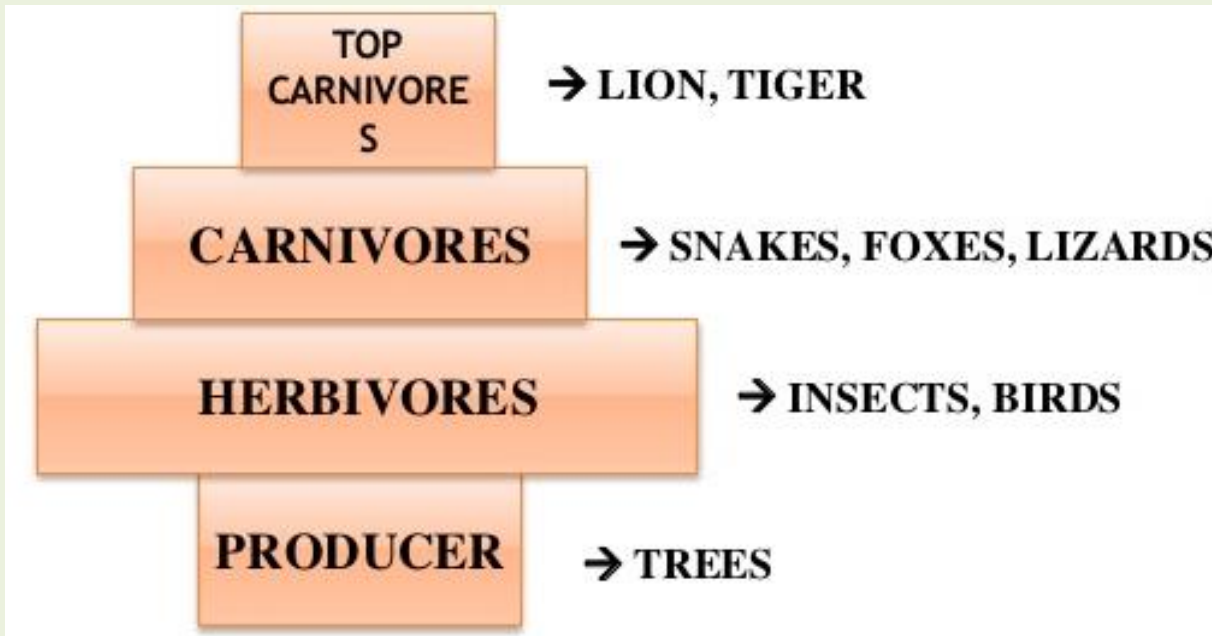 TOP
CARNIVORE
S
→ LION, TIGER
CARNIVORES
→ SNAKES, FOXES, LIZARDS
HERBIVORES
→ INSECTS, BIRDS
PRODUCER
→ TREES